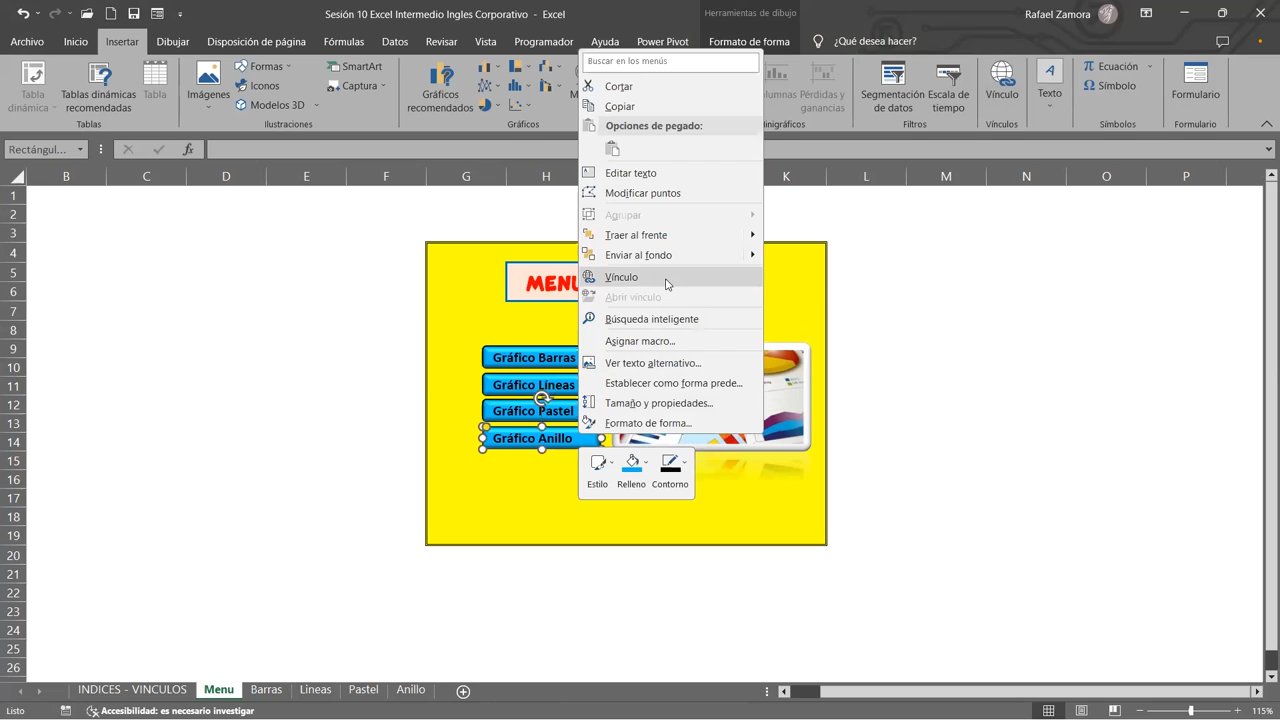 Sesión 10 Excel Intermedio Ingles Corporativo - Excel
Herramientas de dibujo
Rafael Zamora
Archivo Inicio Insertar Dibujar Disposición de página Fórmulas Datos Revisar Vista Programador Ayuda Power Pivot Formato de forma ¿Qué desea hacer?
Tabla dinámica
Tablas dinámicas recomendadas
Tabla
Tablas
Imágenes
Formas
Iconos
Modelos 3D
SmartArt
Captura
Ilustraciones
Gráficos recomendados
Gráficos
Columnas
Pérdidas y ganancias
Minigráficos
Segmentación de datos
Escala de tiempo
Filtros
Vínculo
Vínculos
Texto
Ecuación
Símbolo
Símbolos
Formulario
Formulario
Rectángul...
fx
B C D E F G H K L M N O P
1
2
3
4
5
6
7
8
9
10
11
12
13
14
15
16
17
18
19
20
21
22
23
24
25
26
MENU
Gráfico Barras
Gráfico Líneas
Gráfico Pastel
Gráfico Anillo
Buscar en los menús
Cortar
Copiar
Opciones de pegado:
Editar texto
Modificar puntos
Agrupar
Traer al frente
Enviar al fondo
Vínculo
Abrir vínculo
Búsqueda inteligente
Asignar macro...
Ver texto alternativo...
Establecer como forma prede...
Tamaño y propiedades...
Formato de forma...
Estilo Relleno Contorno
INDICES - VINCULOS Menu Barras Lineas Pastel Anillo
Listo
Accesibilidad: es necesario investigar
115%